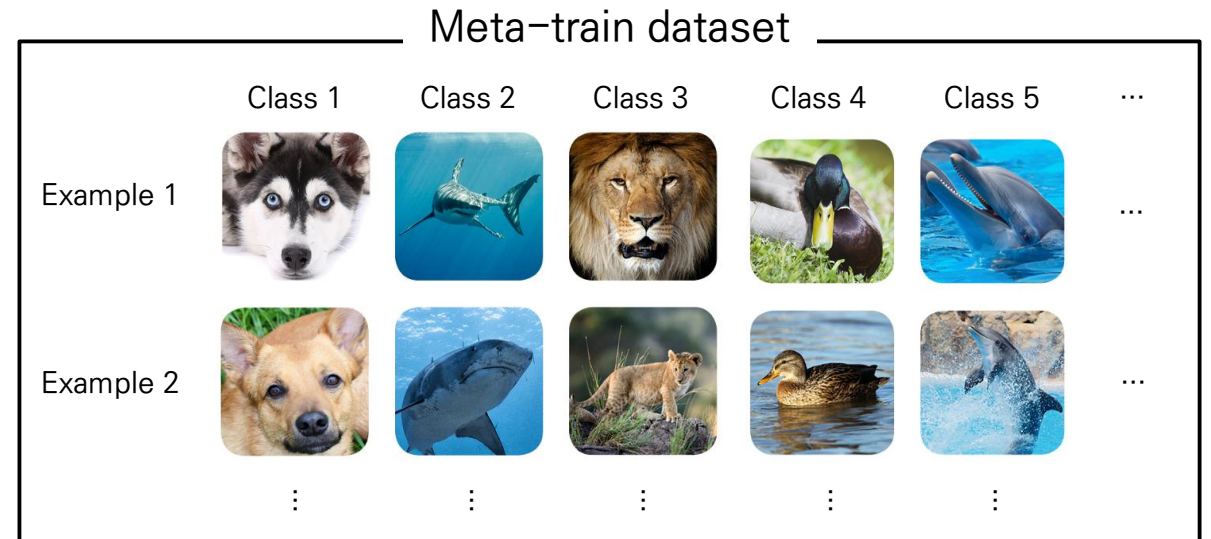 Meta-train dataset
Class 1 Class 2 Class 3 Class 4 Class 5 ...
Example 1 ...
Example 2 ...
⋮ ⋮ ⋮ ⋮ ⋮